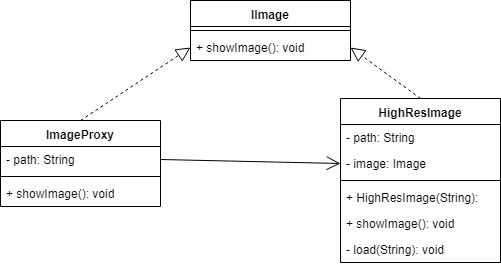 IImage
+ showImage(): void
ImageProxy
- path: String
+ showImage(): void
HighResImage
- path: String
- image: Image
+ HighResImage(String):
+ showImage(): void
- load(String): void